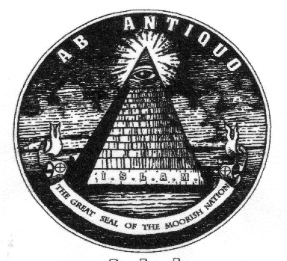 AB ANTIQUO
I.S.L.A.M.
THE GREAT SEAL OF THE MOORISH NATION